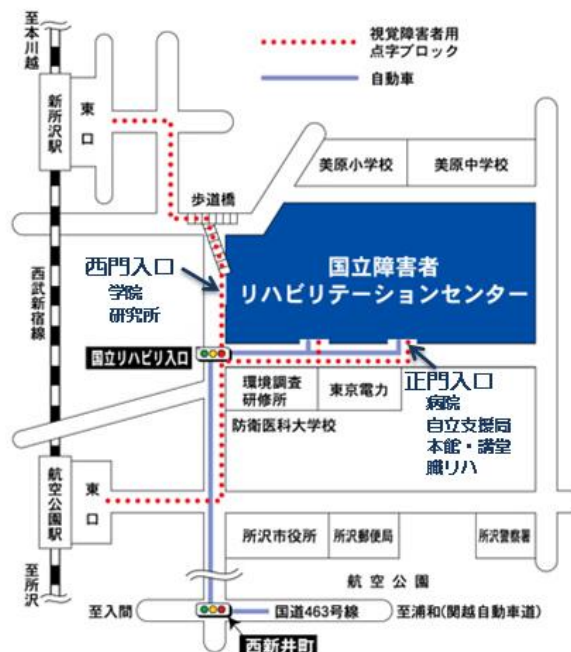 至本川越
視覚障害者用
点字ブロック
自動車
新所沢駅
東口
美原小学校
美原中学校
歩道橋
国立障害者
リハビリテーションセンター
西門入口
学院
研究所
西武新宿線
国立リハビリ入口
環境調査
研修所
東京電力
正門入口
病院
自立支援局
本館・講堂
職リハ
防衛医科大学校
航空公園駅
東口
所沢市役所
所沢郵便局
所沢警察署
至所沢
航空公園
至入間
国道463号線
至浦和(関越自動車道)
西新井町